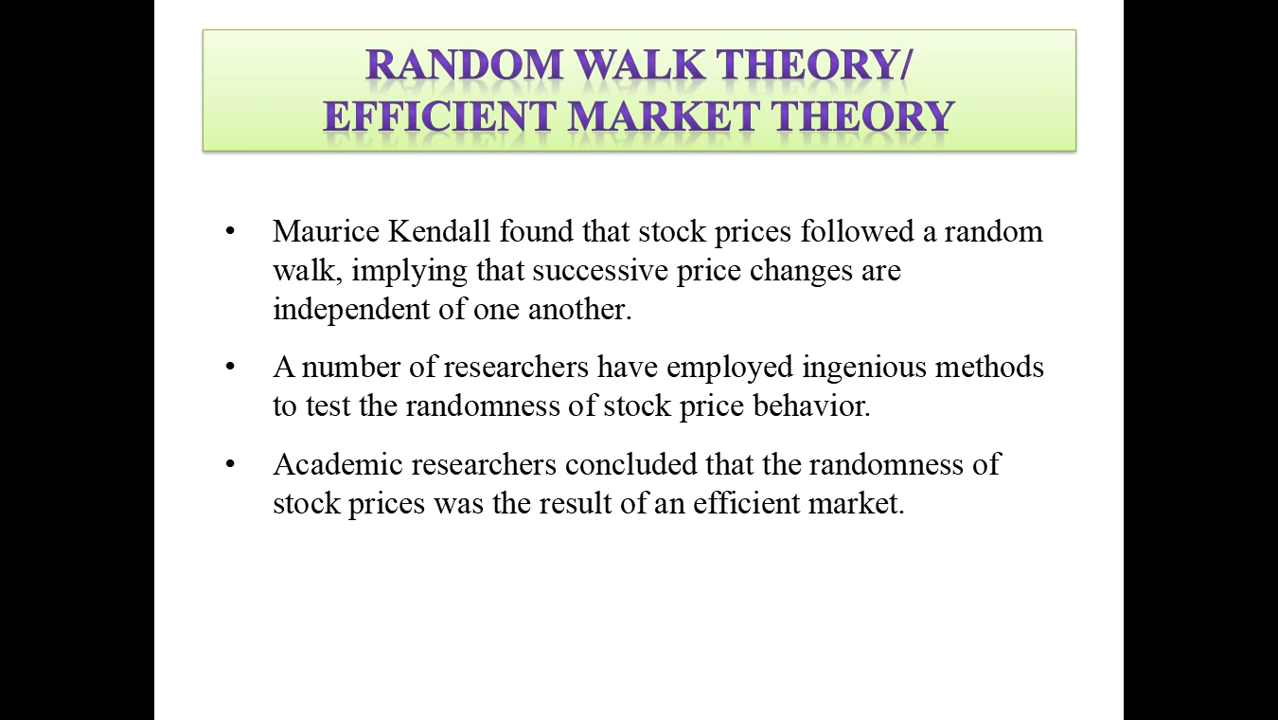 RANDOM WALK THEORY/
EFFICIENT MARKET THEORY
• Maurice Kendall found that stock prices followed a random
walk, implying that successive price changes are
independent of one another.
• A number of researchers have employed ingenious methods
to test the randomness of stock price behavior.
• Academic researchers concluded that the randomness of
stock prices was the result of an efficient market.